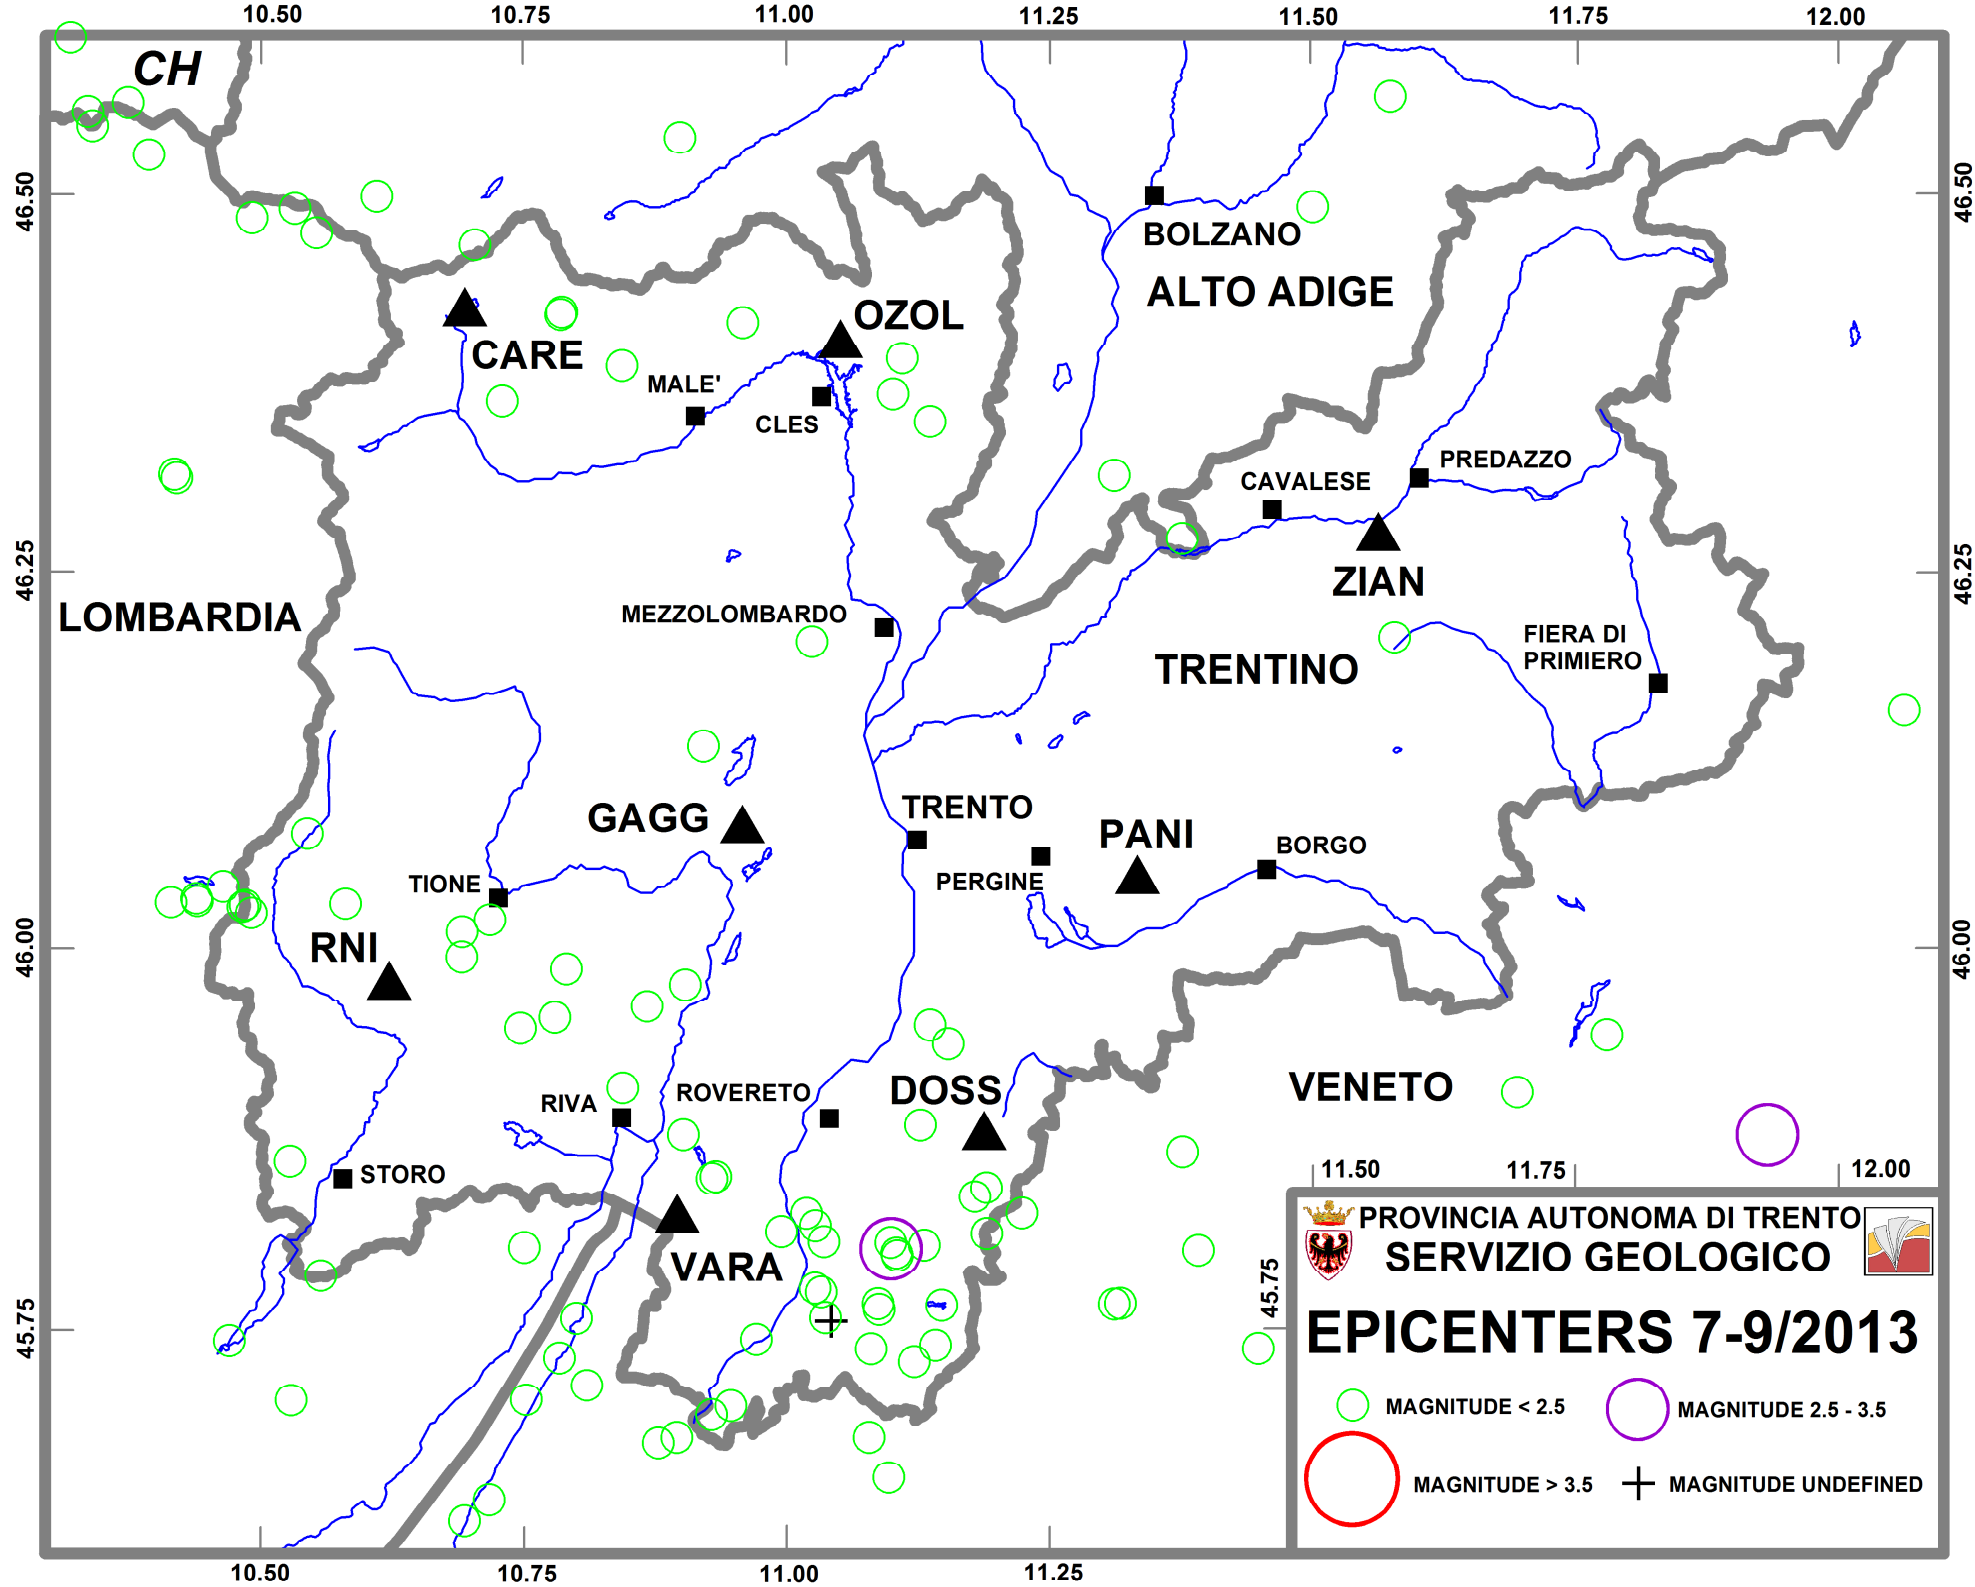 10.50 10.75 11.00 11.25 11.50 11.75 12.00
CH
46.50
46.50
BOLZANO
ALTO ADIGE
OZOL
CARE
MALE'
CLES
PREDAZZO
CAVALESE
46.25
46.25
ZIAN
LOMBARDIA
MEZZOLOMBARDO
FIERA DI
PRIMIERO
TRENTINO
TRENTO
GAGG
PANI
BORGO
PERGINE
TIONE
RNI
46.00
46.00
ROVERETO
DOSS
RIVA
VENETO
STORO
11.50 11.75 12.00
VARA
45.75
45.75
PROVINCIA AUTONOMA DI TRENTO
SERVIZIO GEOLOGICO
EPICENTERS 7-9/2013
MAGNITUDE < 2.5
MAGNITUDE 2.5 - 3.5
MAGNITUDE > 3.5
MAGNITUDE UNDEFINED
10.50 10.75 11.00 11.25